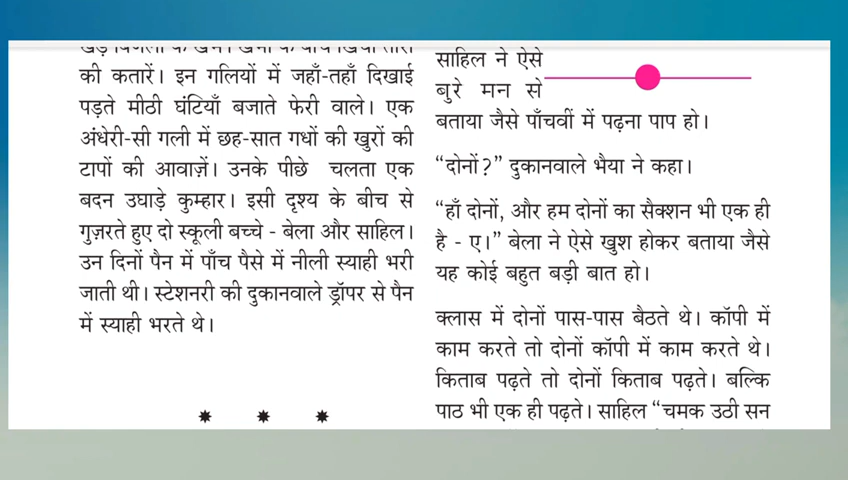 की कतारें। इन गलियों में जहाँ-तहाँ दिखाई
पड़ते मीठी घंटियाँ बजाते फेरी वाले। एक
अंधेरी-सी गली में छह-सात गधों की खुरों की
टापों की आवाज़ें। उनके पीछे चलता एक
बदन उघाड़े कुम्हार। इसी दृश्य के बीच से
गुज़रते हुए दो स्कूली बच्चे - बेला और साहिल।
उन दिनों पैन में पाँच पैसे में नीली स्याही भरी
जाती थी। स्टेशनरी की दुकानवाले ड्रॉपर से पैन
में स्याही भरते थे।
साहिल ने ऐसे
बुरे मन से
बताया जैसे पाँचवीं में पढ़ना पाप हो।
“दोनों?” दुकानवाले भैया ने कहा।
“हाँ दोनों, और हम दोनों का सैक्शन भी एक ही
है - ए।” बेला ने ऐसे खुश होकर बताया जैसे
यह कोई बहुत बड़ी बात हो।
क्लास में दोनों पास-पास बैठते थे। कॉपी में
काम करते तो दोनों कॉपी में काम करते थे।
किताब पढ़ते तो दोनों किताब पढ़ते। बल्कि
पाठ भी एक ही पढ़ते। साहिल “चमक उठी सन